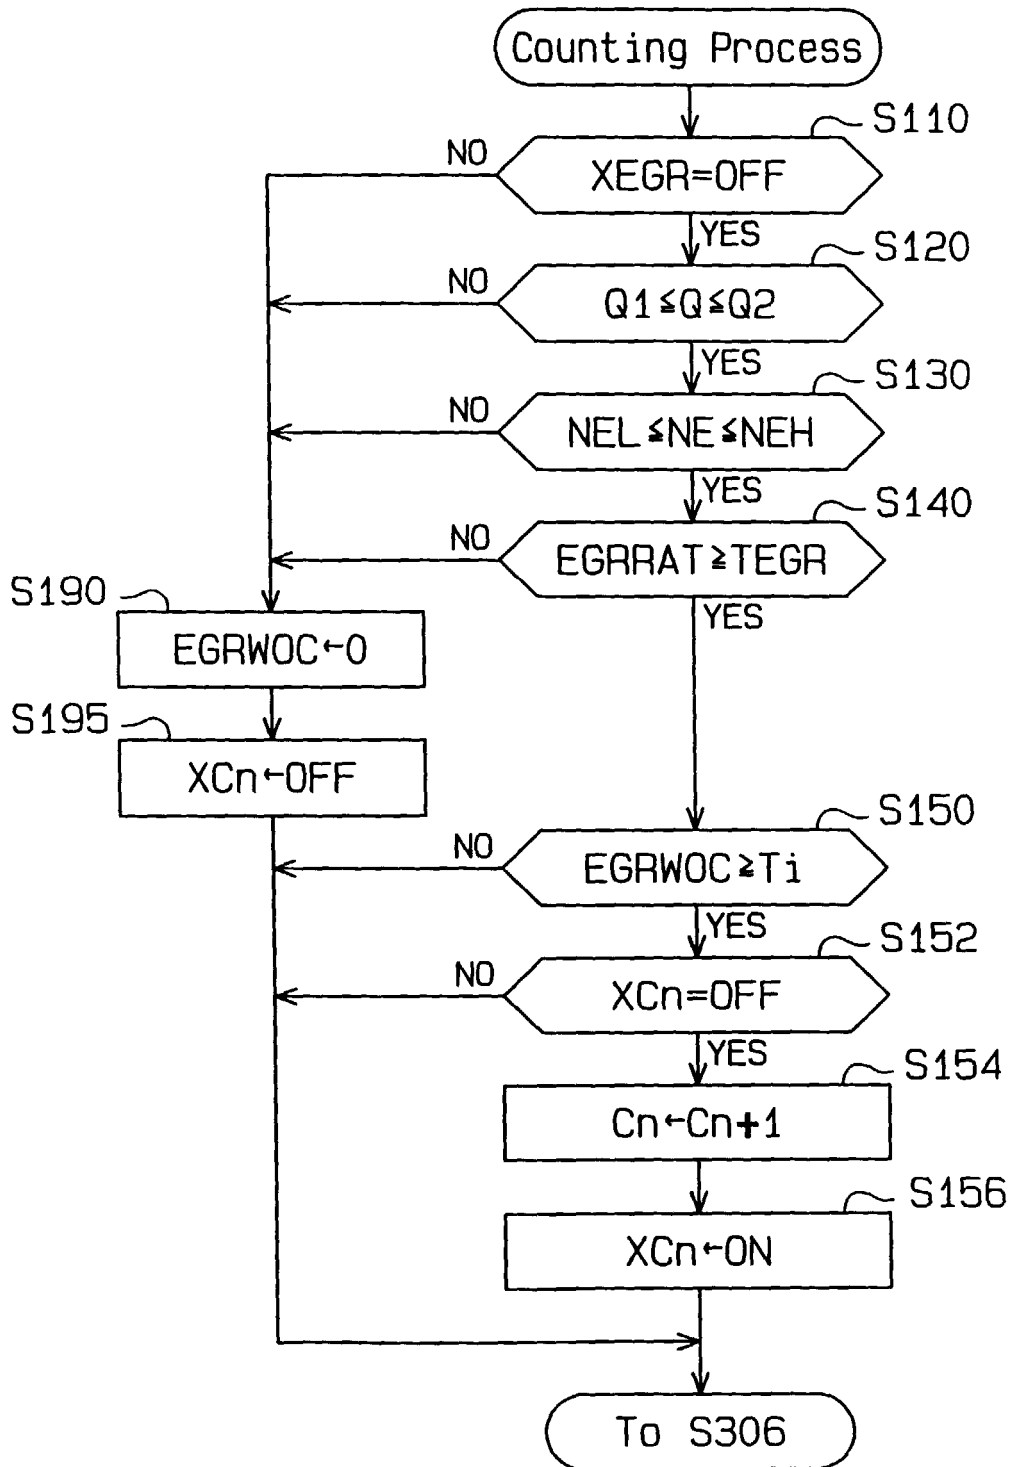 Counting Process
S110
NO
XEGR=OFF
YES
S120
NO
Q1≦Q≦Q2
YES
S130
NO
NEL≦NE≦NEH
YES
S140
NO
EGRRAT≧TEGR
YES
S190
EGRWOC←0
S195
XCn←OFF
S150
NO
EGRWOC≧Ti
YES
S152
NO
XCn=OFF
YES
S154
Cn←Cn+1
S156
XCn←ON
To S306